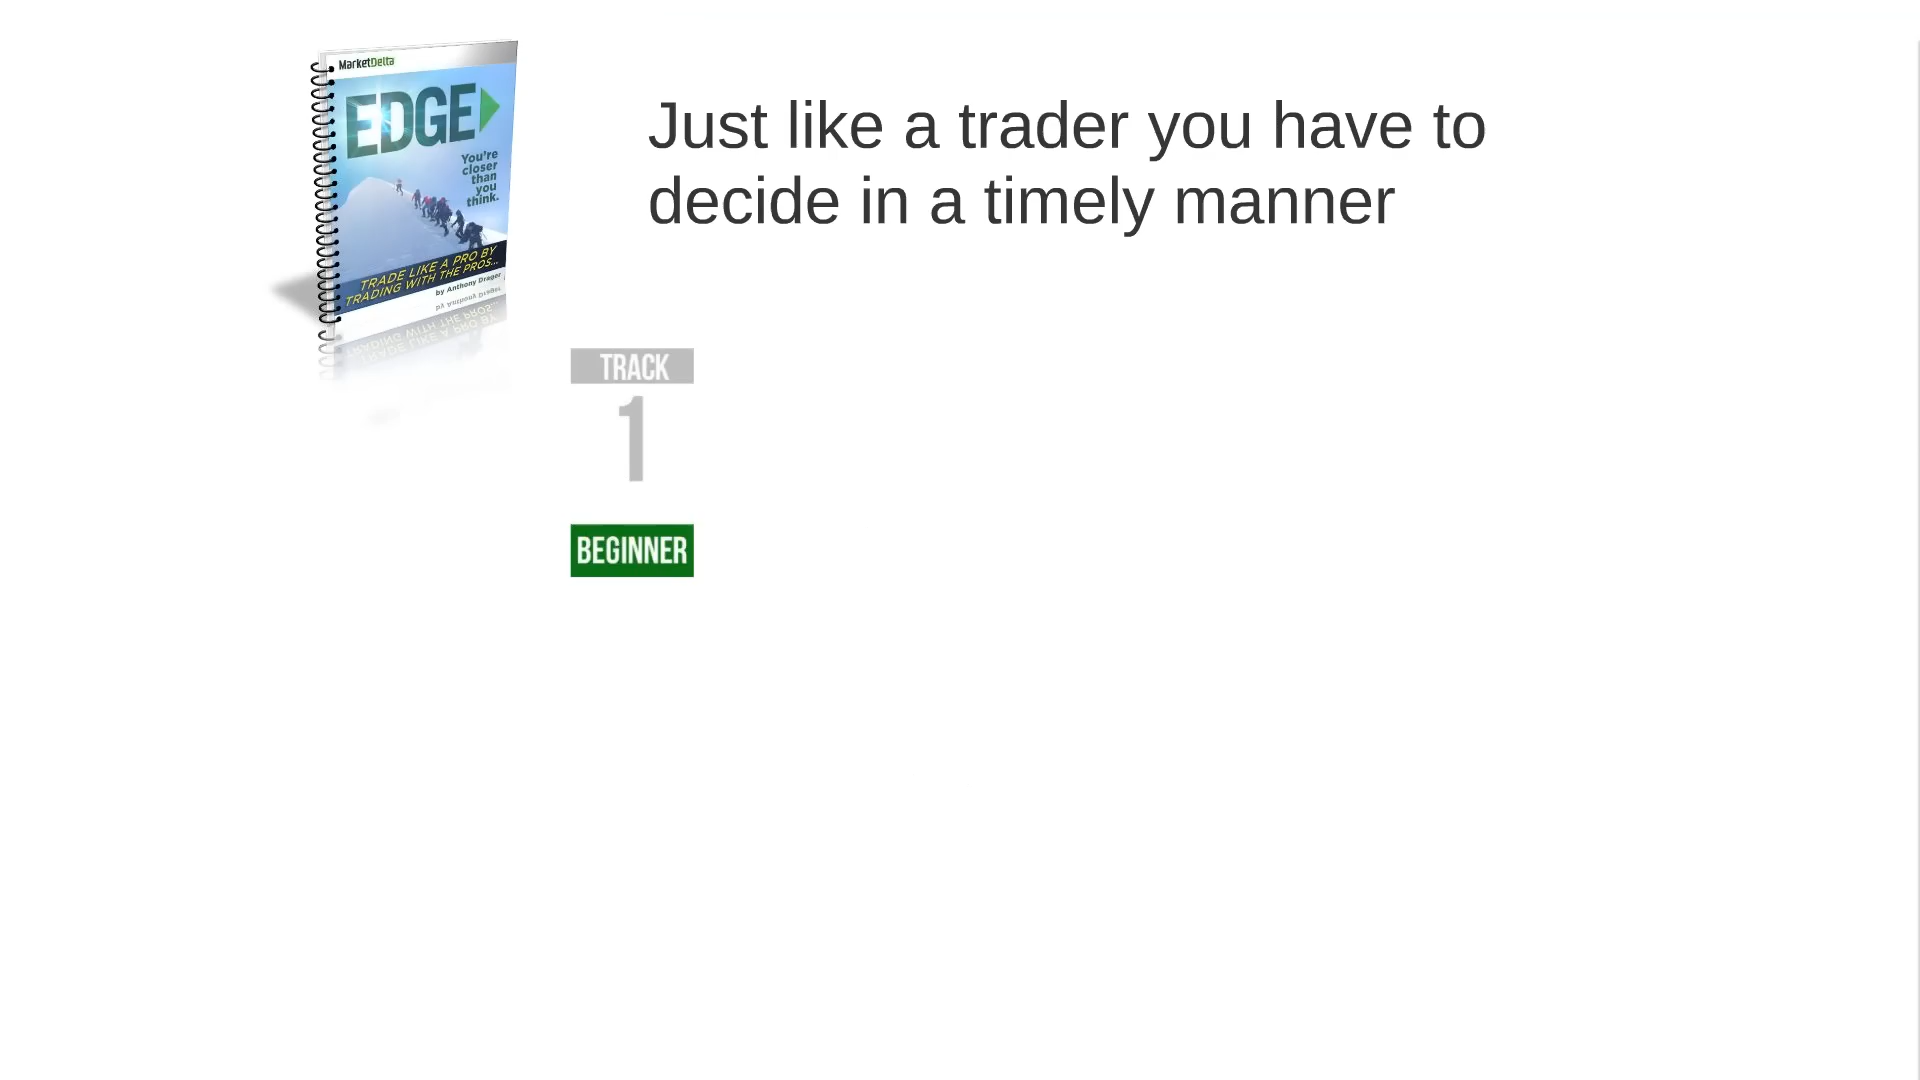 MarketDelta
EDGE
You're
closer
than
you
think.
TRADE LIKE A PRO BY
TRADING WITH THE PROS...
by Anthony Drager
Just like a trader you have to
decide in a timely manner
TRACK
1
BEGINNER